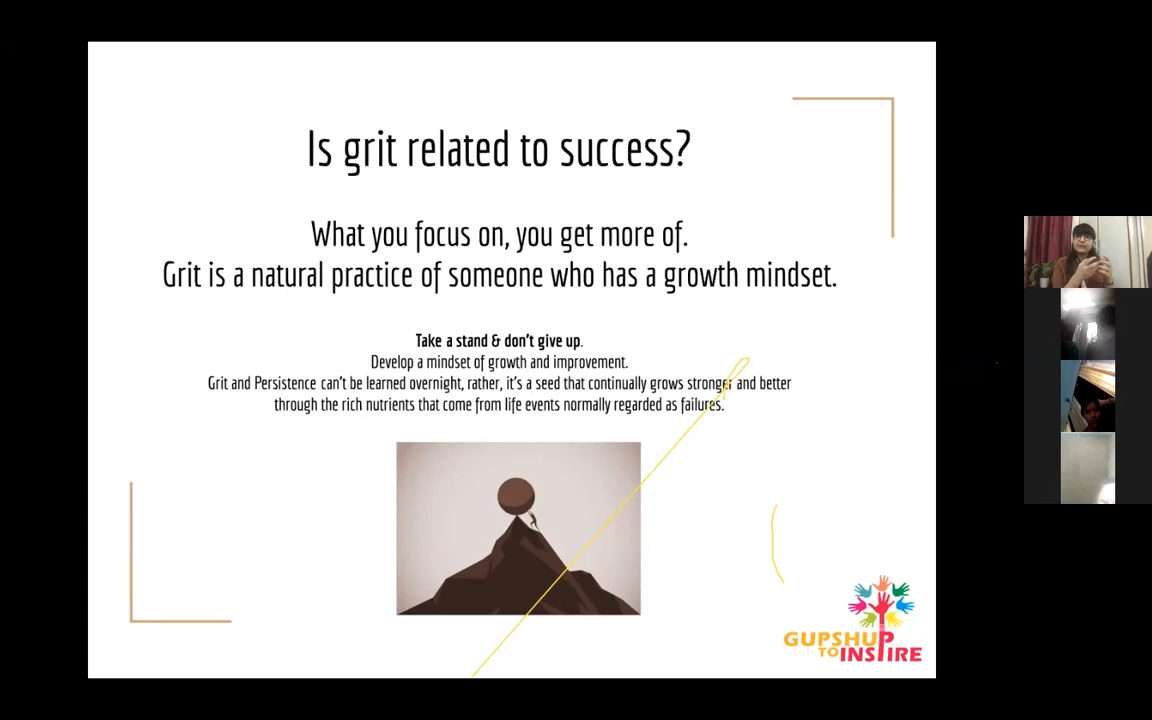 Is grit related to success?
What you focus on, you get more of.
Grit is a natural practice of someone who has a growth mindset.
Take a stand & don't give up.
Develop a mindset of growth and improvement.
Grit and Persistence can't be learned overnight, rather, it's a seed that continually grows stronger and better
through the rich nutrients that come from life events normally regarded as failures.
GUPSHUP
TO INSPIRE